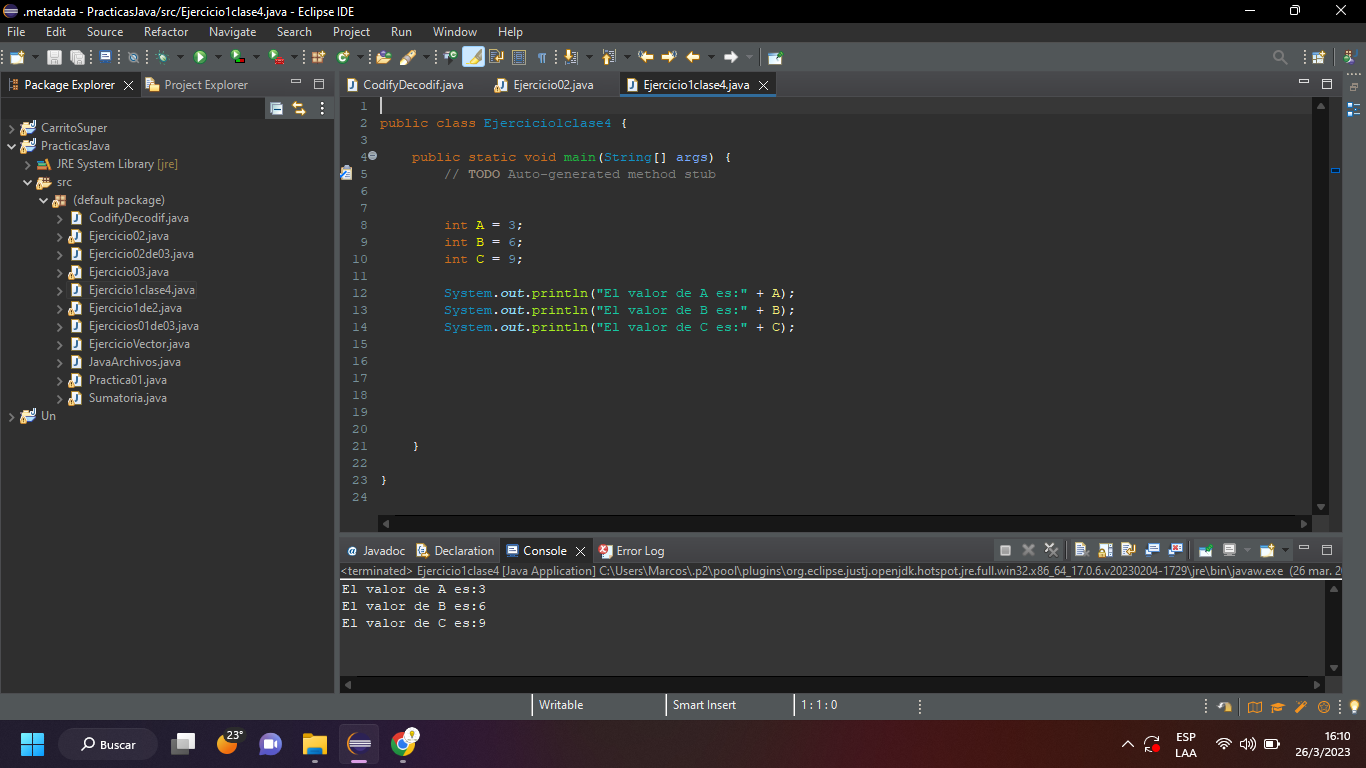 .metadata - PracticasJava/src/Ejercicio1clase4.java - Eclipse IDE
File Edit Source Refactor Navigate Search Project Run Window Help
Package Explorer
Project Explorer
CarritoSuper
PracticasJava
JRE System Library [jre]
src
(default package)
CodifyDecodif.java
Ejercicio02.java
Ejercicio02de03.java
Ejercicio03.java
Ejercicio1clase4.java
Ejercicio1de2.java
Ejercicios01de03.java
EjercicioVector.java
JavaArchivos.java
Practica01.java
Sumatoria.java
Un
CodifyDecodif.java Ejercicio02.java Ejercicio1clase4.java
1
2 public class Ejercicio1clase4 {
3
4 public static void main(String[] args) {
5 // TODO Auto-generated method stub
6
7
8 int A = 3;
9 int B = 6;
10 int C = 9;
11
12 System.out.println("El valor de A es:" + A);
13 System.out.println("El valor de B es:" + B);
14 System.out.println("El valor de C es:" + C);
15
16
17
18
19
20
21 }
22
23 }
24
Javadoc Declaration Console Error Log
<terminated> Ejercicio1clase4 [Java Application] C:\Users\Marcos\.p2\pool\plugins\org.eclipse.justj.openjdk.hotspot.jre.full.win32.x86_64_17.0.6.v20230204-1729\jre\bin\javaw.exe (26 mar. 2
El valor de A es:3
El valor de B es:6
El valor de C es:9
Writable Smart Insert 1 : 1 : 0
Buscar
23°
ESP
LAA
16:10
26/3/2023